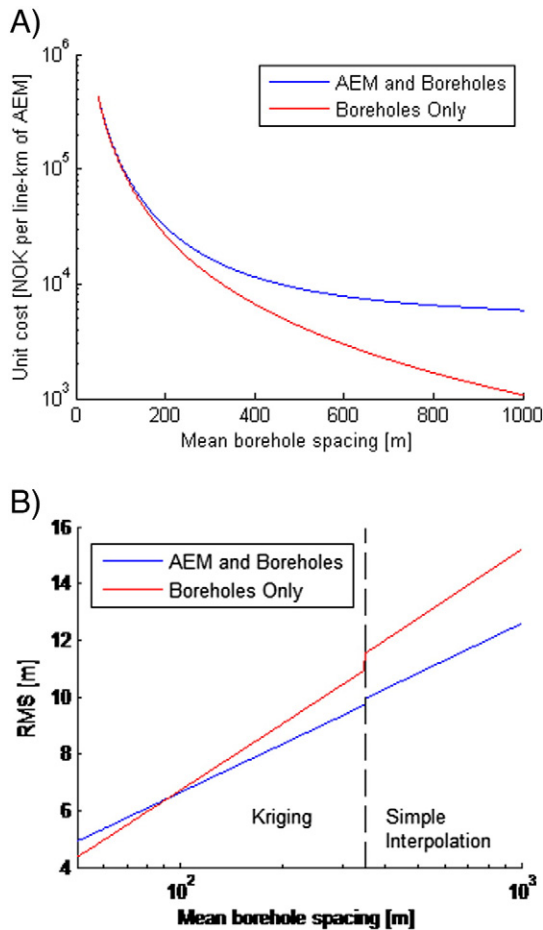 A)
Unit cost [NOK per line-km of AEM]
10^6
10^5
10^4
10^3
AEM and Boreholes
Boreholes Only
0 200 400 600 800 1000
Mean borehole spacing [m]
B)
RMS [m]
16
14
12
10
8
6
4
AEM and Boreholes
Boreholes Only
Kriging
Simple
Interpolation
10^2 10^3
Mean borehole spacing [m]